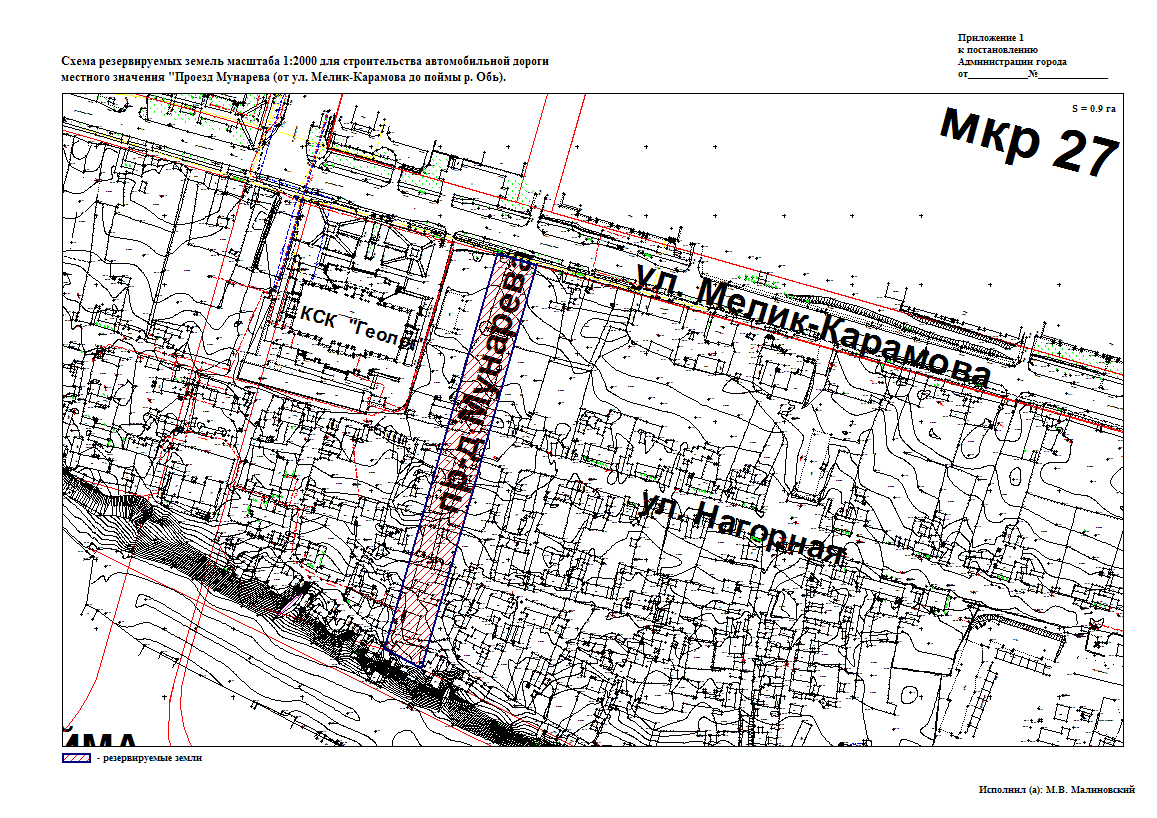 Приложение 1
к постановлению
Администрации города
от____________№______________
Схема резервируемых земель масштаба 1:2000 для строительства автомобильной дороги
местного значения "Проезд Мунарева (от ул. Мелик-Карамова до поймы р. Обь).
S = 0.9 га
мкр 27
ул. Мелик-Карамова
КСК "Геолог"
пр-д Мунарева
ул. Нагорная
ЙМА
- резервируемые земли
Исполнил (а): М.В. Малиновский